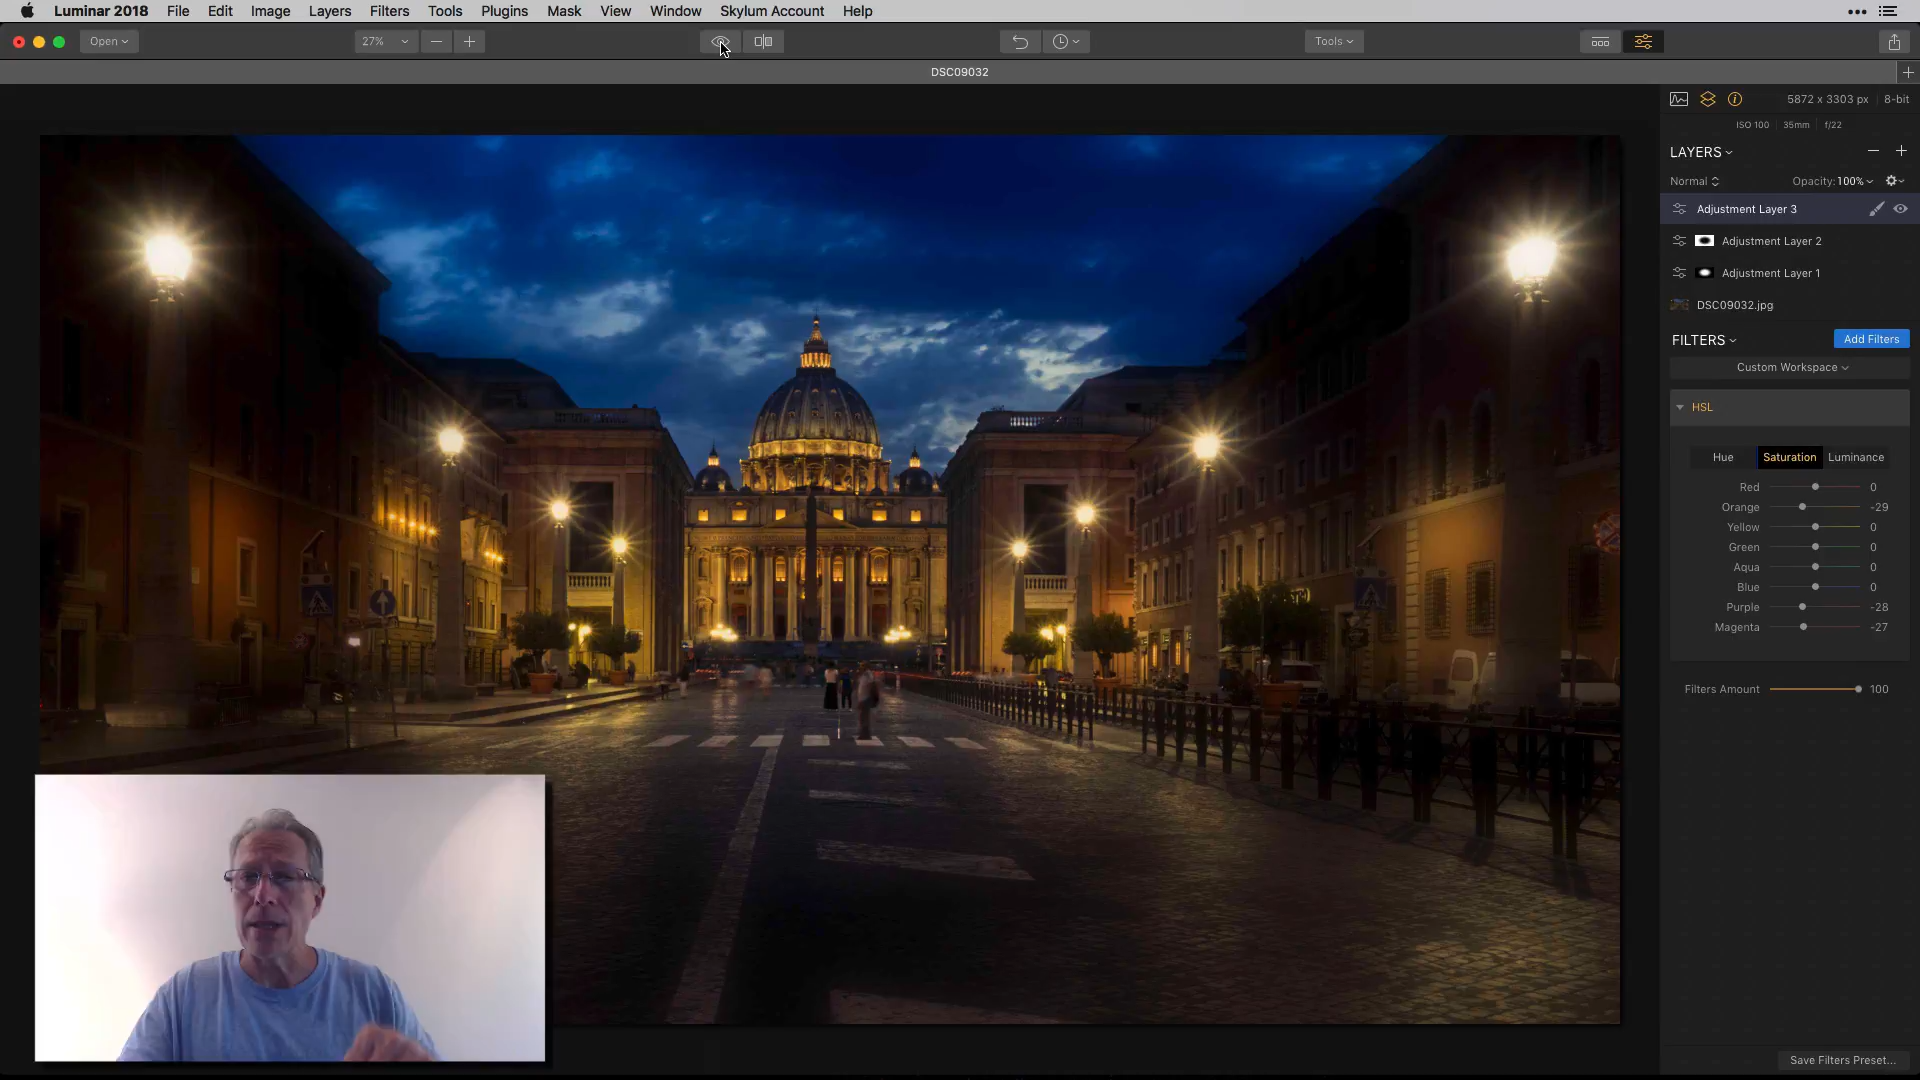 Luminar 2018 File Edit Image Layers Filters Tools Plugins Mask View Window Skylum Account Help
Open 27% Tools
DSC09032
5872 x 3303 px 8-bit
ISO 100 35mm f/22
LAYERS
Normal Opacity: 100%
Adjustment Layer 3
Adjustment Layer 2
Adjustment Layer 1
DSC09032.jpg
FILTERS Add Filters
Custom Workspace
HSL
Hue Saturation Luminance
Red 0
Orange -29
Yellow 0
Green 0
Aqua 0
Blue 0
Purple -28
Magenta -27
Filters Amount 100
Save Filters Preset...